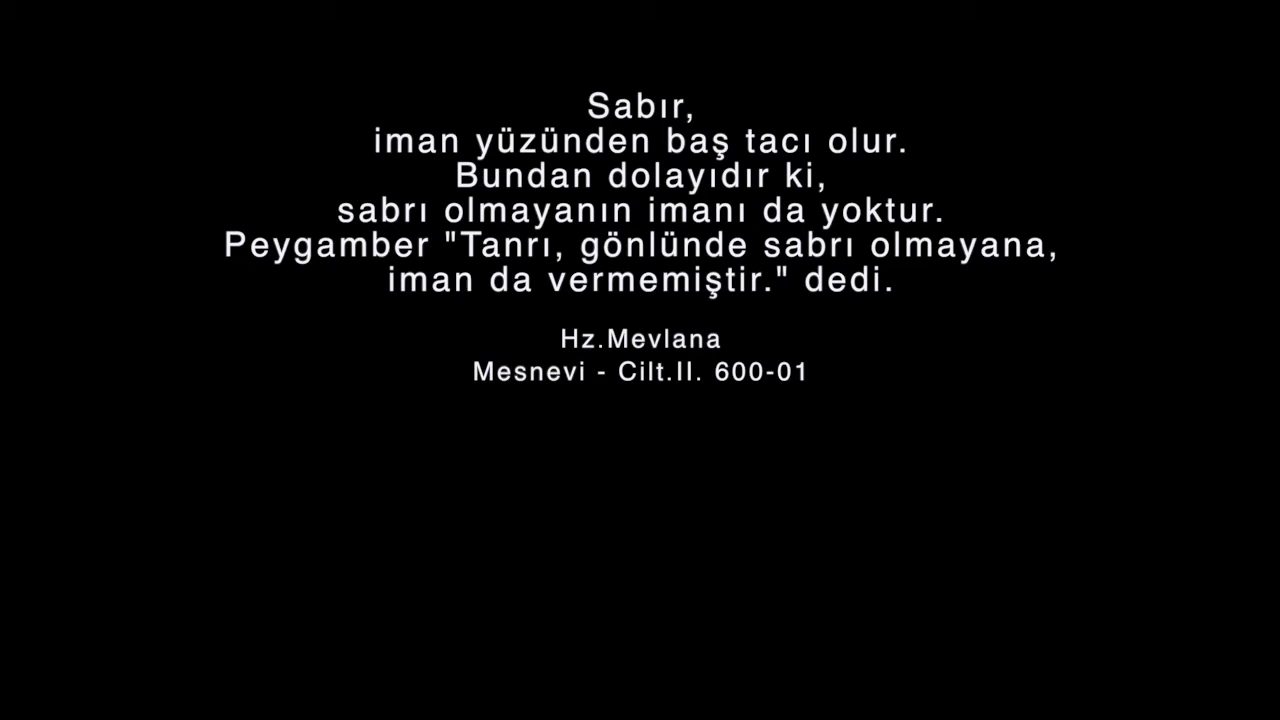 Sabır,
iman yüzünden baş tacı olur.
Bundan dolayıdır ki,
sabrı olmayanın imanı da yoktur.
Peygamber "Tanrı, gönlünde sabrı olmayana,
iman da vermemiştir." dedi.
Hz.Mevlana
Mesnevi - Cilt.II. 600-01